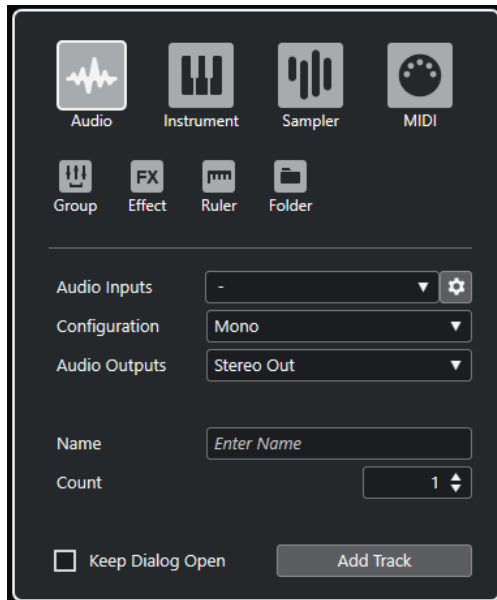 Audio Instrument Sampler MIDI
FX
Group Effect Ruler Folder
Audio Inputs -
Configuration Mono
Audio Outputs Stereo Out
Name Enter Name
Count 1
Keep Dialog Open Add Track